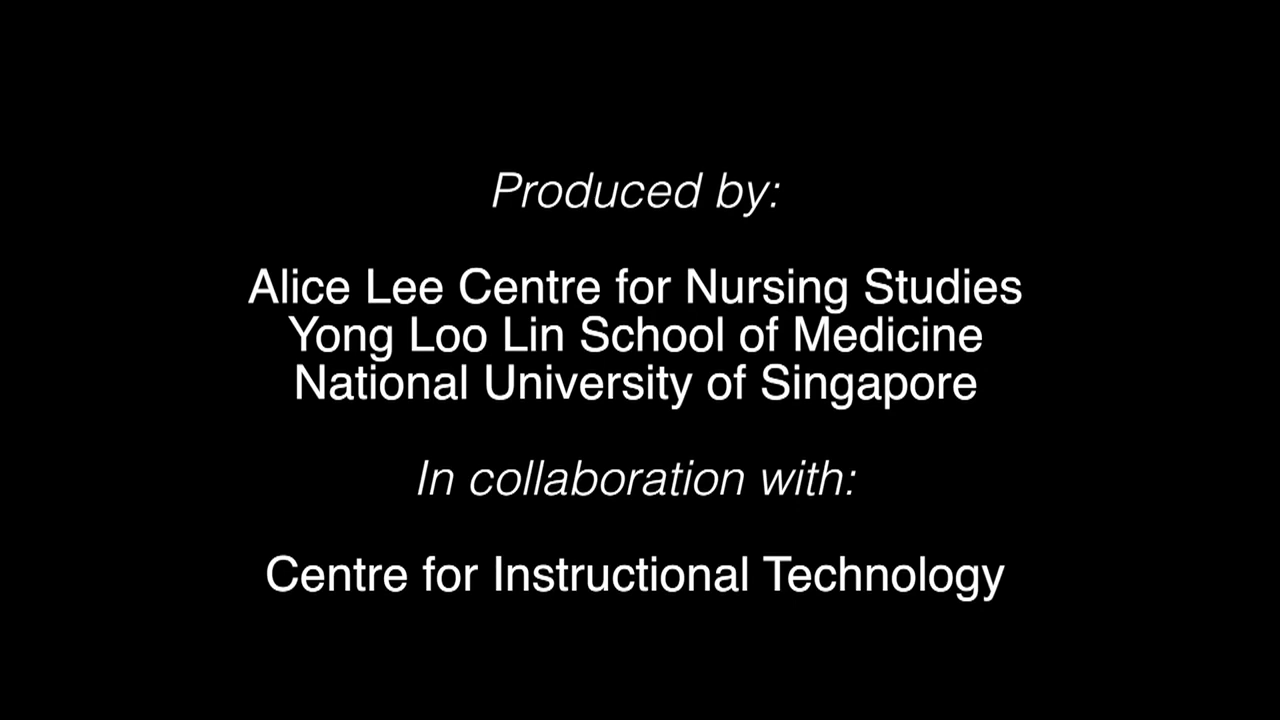 Produced by:
Alice Lee Centre for Nursing Studies
Yong Loo Lin School of Medicine
National University of Singapore
In collaboration with:
Centre for Instructional Technology